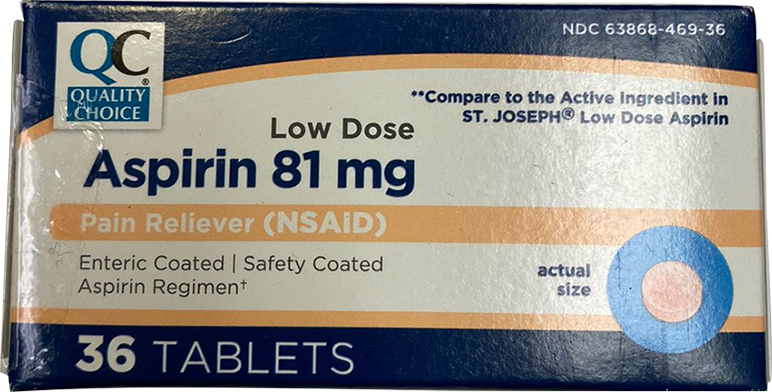 NDC 63868-469-36
QC®
QUALITY
CHOICE
**Compare to the Active Ingredient in
ST. JOSEPH® Low Dose Aspirin
Low Dose
Aspirin 81 mg
Pain Reliever (NSAiD)
Enteric Coated | Safety Coated
Aspirin Regimen†
actual
size
36 TABLETS